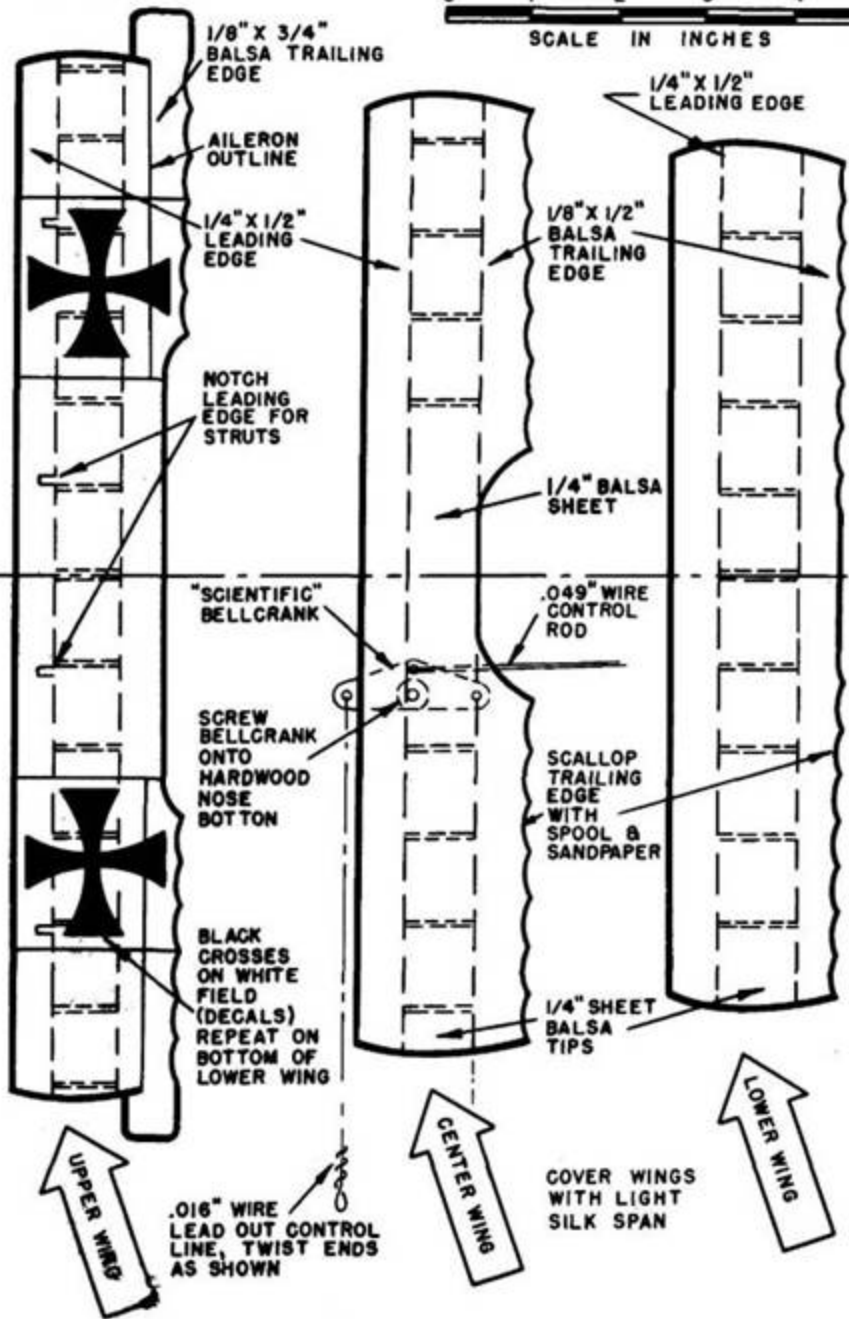 SCALE IN INCHES
1/8" X 3/4"
BALSA TRAILING
EDGE
AILERON
OUTLINE
1/4" X 1/2"
LEADING
EDGE
1/4" X 1/2"
LEADING EDGE
1/8" X 1/2"
BALSA
TRAILING
EDGE
NOTCH
LEADING
EDGE FOR
STRUTS
1/4" BALSA
SHEET
"SCIENTIFIC"
BELLCRANK
.049" WIRE
CONTROL
ROD
SCREW
BELLCRANK
ONTO
HARDWOOD
NOSE
BOTTON
SCALLOP
TRAILING
EDGE
WITH
SPOOL &
SANDPAPER
BLACK
CROSSES
ON WHITE
FIELD
(DECALS)
REPEAT ON
BOTTOM OF
LOWER WING
1/4" SHEET
BALSA
TIPS
UPPER WING
.016" WIRE
LEAD OUT CONTROL
LINE, TWIST ENDS
AS SHOWN
CENTER WING
COVER WINGS
WITH LIGHT
SILK SPAN
LOWER WING